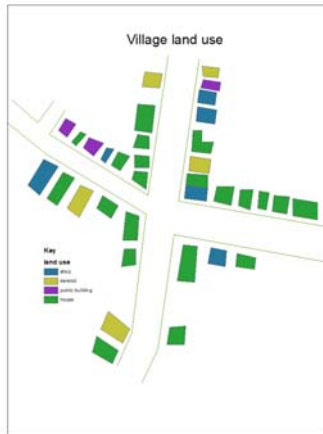 Village land use
Key
land use
shop
derelict
public building
house